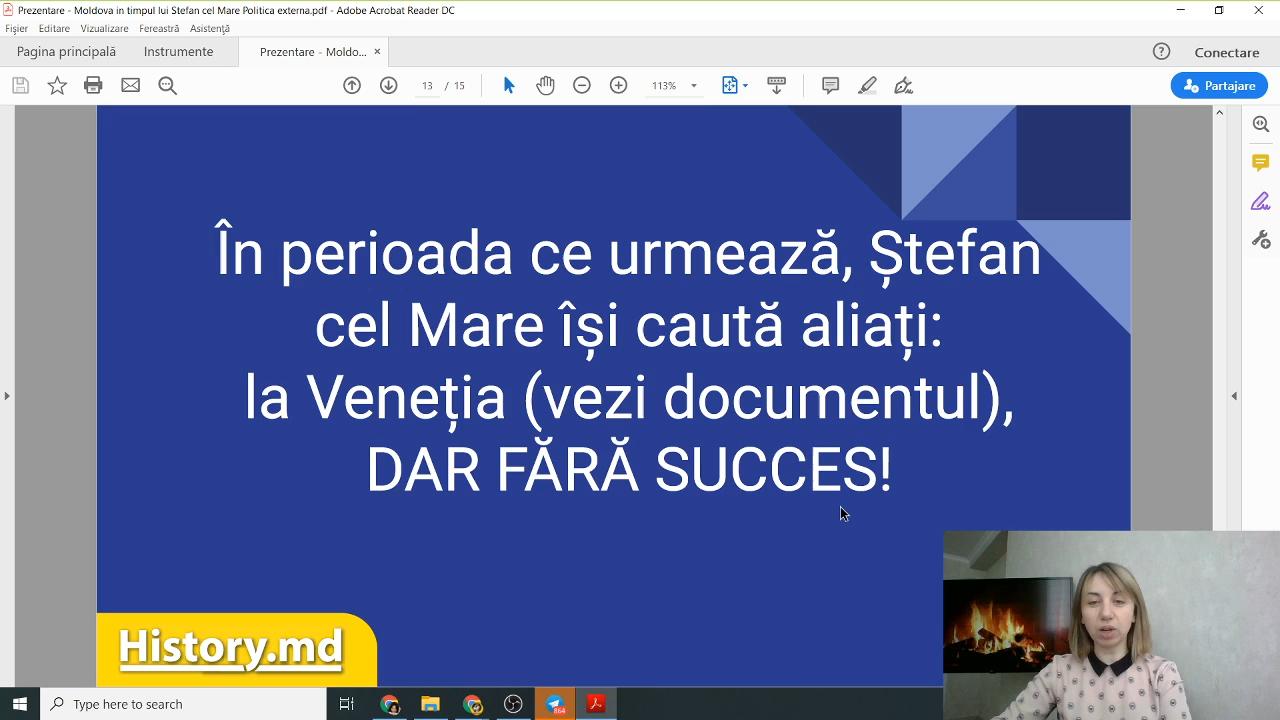 Prezentare - Moldova in timpul lui Stefan cel Mare Politica externa.pdf - Adobe Acrobat Reader DC
Fișier Editare Vizualizare Fereastră Asistență
Pagina principală Instrumente Prezentare - Moldo... × Conectare
13 / 15 113% Partajare
În perioada ce urmează, Ștefan
cel Mare își caută aliați:
la Veneția (vezi documentul),
DAR FĂRĂ SUCCES!
History.md
Type here to search
864